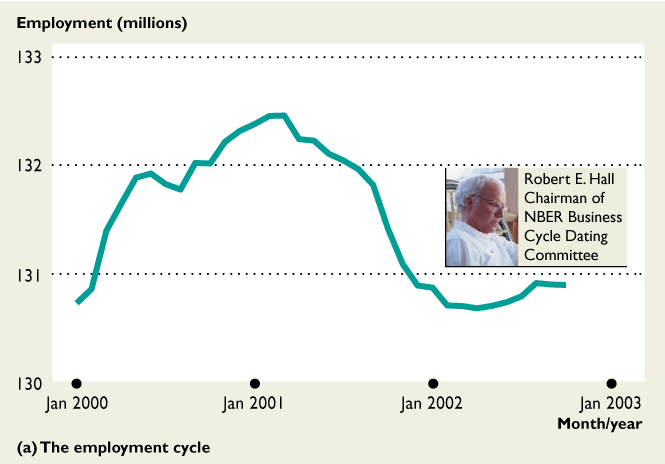 Employment (millions)
133
132
131
130
Robert E. Hall
Chairman of
NBER Business
Cycle Dating
Committee
Jan 2000
Jan 2001
Jan 2002
Jan 2003
Month/year
(a) The employment cycle